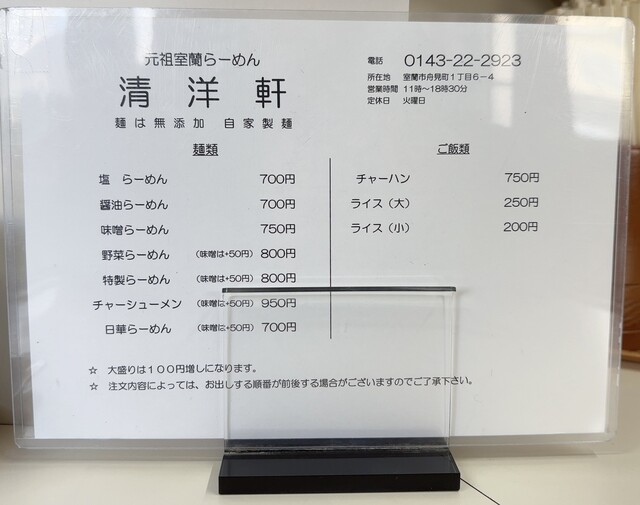 元祖室蘭らーめん
清洋軒
麺は無添加 自家製麺
電話 0143-22-2923
所在地 室蘭市舟見町1丁目6-4
営業時間 11時~18時30分
定休日 火曜日
麺類
塩 らーめん 700円
醤油らーめん 700円
味噌らーめん 750円
野菜らーめん (味噌は+50円) 800円
特製らーめん (味噌は+50円) 800円
チャーシューメン (味噌は+50円) 950円
日華らーめん (味噌は+50円) 700円
ご飯類
チャーハン 750円
ライス(大) 250円
ライス(小) 200円
☆ 大盛りは100円増しになります。
☆ 注文内容によっては、お出しする順番が前後する場合がございますのでご了承下さい。